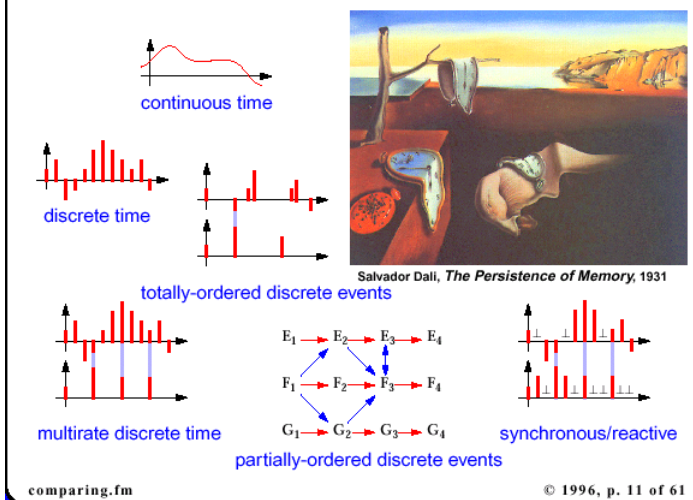 continuous time
discrete time
Salvador Dali, The Persistence of Memory, 1931
totally-ordered discrete events
E1 E2 E3 E4
F1 F2 F3 F4
G1 G2 G3 G4
⊥ ⊥ ⊥ ⊥
⊥ ⊥ ⊥⊥ ⊥⊥
multirate discrete time
synchronous/reactive
partially-ordered discrete events
comparing.fm
© 1996, p. 11 of 61